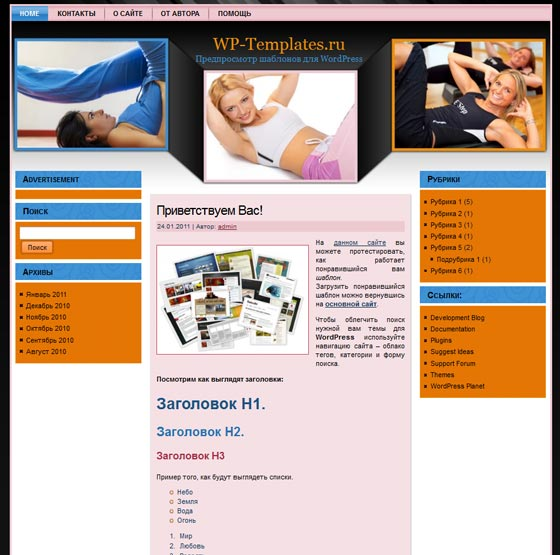 HOME КОНТАКТЫ О САЙТЕ ОТ АВТОРА ПОМОЩЬ
WP-Templates.ru
Предпросмотр шаблонов для WordPress
Advertisement
Поиск
Поиск
Архивы
Январь 2011
Декабрь 2010
Ноябрь 2010
Октябрь 2010
Сентябрь 2010
Август 2010
Приветствуем Вас!
24.01.2011 | Автор: admin
На данном сайте вы
можете протестировать,
как работает
понравившийся вам
шаблон.
Загрузить понравившийся
шаблон можно вернувшись
на основной сайт.
Чтобы облегчить поиск
нужной вам темы для
WordPress используйте
навигацию сайта – облако
тегов, категории и форму
поиска.
Посмотрим как выглядят заголовки:
Заголовок H1.
Заголовок H2.
Заголовок H3
Пример того, как будут выглядеть списки.
Небо
Земля
Вода
Огонь
1. Мир
2. Любовь
Рубрики
Рубрика 1 (5)
Рубрика 2 (1)
Рубрика 3 (1)
Рубрика 4 (1)
Рубрика 5 (2)
Подрубрика 1 (1)
Рубрика 6 (1)
Ссылки:
Development Blog
Documentation
Plugins
Suggest Ideas
Support Forum
Themes
WordPress Planet